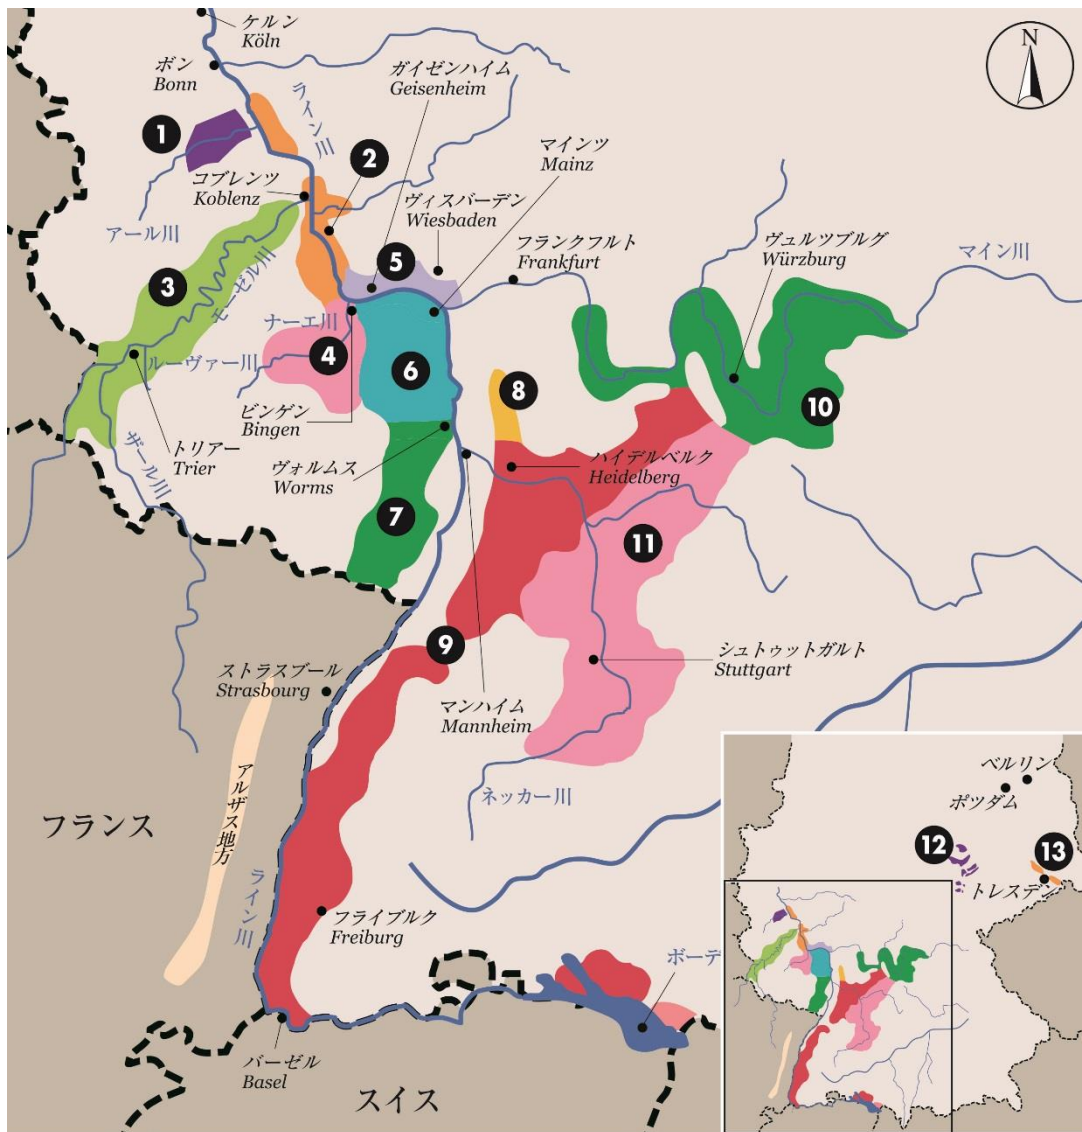 ケルン
Köln
ボン
Bonn
ガイゼンハイム
Geisenheim
N
ライン川
1
2
マインツ
Mainz
コブレンツ
Koblenz
ヴィスバーデン
Wiesbaden
フランクフルト
Frankfurt
ヴュルツブルグ
Würzburg
マイン川
アール川
3
モーゼル川
5
ナーエ川
ルーヴァー川
4
6
8
10
ビンゲン
Bingen
トリアー
Trier
ザール川
ヴォルムス
Worms
ハイデルベルク
Heidelberg
7
11
9
ストラスブール
Strasbourg
マンハイム
Mannheim
シュトゥットガルト
Stuttgart
ネッカー川
フランス
アルザス地方
ライン川
フライブルク
Freiburg
ボーデ
バーゼル
Basel
スイス
ベルリン
ポツダム
12
13
トレスデン